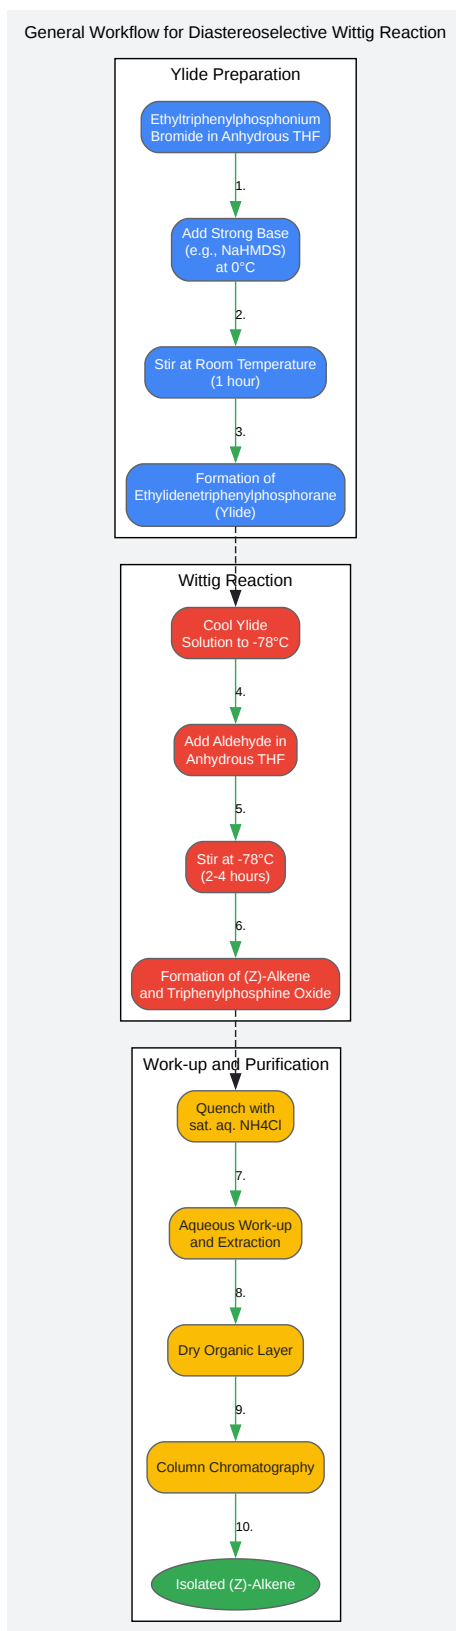 General Workflow for Diastereoselective Wittig Reaction
Ylide Preparation
Ethyltriphenylphosphonium
Bromide in Anhydrous THF
1.
Add Strong Base
(e.g., NaHMDS)
at 0°C
2.
Stir at Room Temperature
(1 hour)
3.
Formation of
Ethylidenetriphenylphosphorane
(Ylide)
Wittig Reaction
Cool Ylide
Solution to -78°C
4.
Add Aldehyde in
Anhydrous THF
5.
Stir at -78°C
(2-4 hours)
6.
Formation of (Z)-Alkene
and Triphenylphosphine Oxide
Work-up and Purification
Quench with
sat. aq. NH4Cl
7.
Aqueous Work-up
and Extraction
8.
Dry Organic Layer
9.
Column Chromatography
10.
Isolated (Z)-Alkene